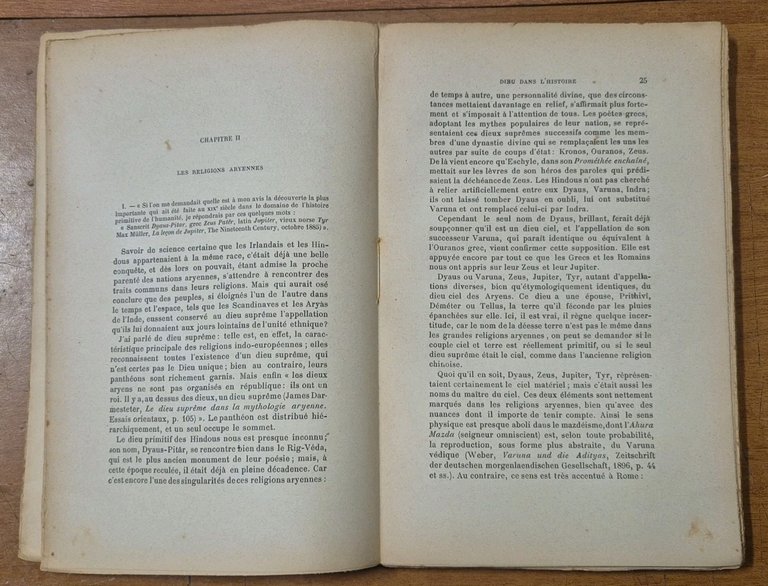 CHAPITRE II
LES RELIGIONS ARYENNES
I. — « Si l'on me demandait quelle est à mon avis la découverte la plus
importante qui ait été faite au XIXe siècle dans le domaine de l'histoire
primitive de l'humanité, je répondrais par ces quelques mots :
« Sanscrit Dyaus-Pitar, grec Zeus Patér, latin Jupiter, vieux norse Tyr
Max Müller, La leçon de Jupiter, The Nineteenth Century, octobre 1885) ».
Savoir de science certaine que les Irlandais et les Hin-
dous appartenaient à la même race, c'était déjà une belle
conquête, et dès lors on pouvait, étant admise la proche
parenté des nations aryennes, s'attendre à rencontrer des
traits communs dans leurs religions. Mais qui aurait osé
conclure que des peuples, si éloignés l'un de l'autre dans
le temps et l'espace, tels que les Scandinaves et les Aryàs
de l'Inde, eussent conservé au dieu suprême l'appellation
qu'ils lui donnaient aux jours lointains de l'unité ethnique?
J'ai parlé de dieu suprême : telle est, en effet, la carac-
téristique principale des religions indo-européennes ; elles
reconnaissent toutes l'existence d'un dieu suprême, qui
n'est certes pas le Dieu unique ; bien au contraire, leurs
panthéons sont richement garnis. Mais enfin « les dieux
aryens ne sont pas organisés en république : ils ont un
roi. Il y a, au dessus des dieux, un dieu suprême (James Dar-
mesteter, Le dieu suprême dans la mythologie aryenne.
Essais orientaux, p. 105) ». Le panthéon est distribué hié-
rarchiquement, et un seul occupe le sommet.
Le dieu primitif des Hindous nous est presque inconnu;
son nom, Dyaus-Pitàr, se rencontre bien dans le Rig-Véda,
qui est le plus ancien monument de leur poésie ; mais, à
cette époque reculée, il était déjà en pleine décadence. Car
c'est encore l'une des singularités de ces religions aryennes :
DIEU DANS L'HISTOIRE 25
de temps à autre, une personnalité divine, que des circons-
tances mettaient davantage en relief, s'affirmait plus forte-
ment et s'imposait à l'attention de tous. Les poètes grecs,
adoptant les mythes populaires de leur nation, se repré-
sentaient ces dieux suprêmes successifs comme les mem-
bres d'une dynastie divine qui se remplaçaient les uns
les autres par suite de coups d'état : Kronos, Ouranos, Zeus.
De là vient encore qu'Eschyle, dans son Prométhée enchaîné,
mettait sur les lèvres de son héros des paroles qui prédi-
saient la déchéance de Zeus. Les Hindous n'ont pas cherché
à relier artificiellement entre eux Dyaus, Varuna, Indra;
ils ont laissé tomber Dyaus en oubli, lui ont substitué
Varuna et ont remplacé celui-ci par Indra.
Cependant le seul nom de Dyaus, brillant, ferait déjà
soupçonner qu'il est un dieu ciel, et l'appellation de son
successeur Varuna, qui parait identique ou équivalent à
l'Ouranos grec, vient confirmer cette supposition. Elle est
appuyée encore par tout ce que les Grecs et les Romains
nous ont appris sur leur Zeus et leur Jupiter.
Dyaus ou Varuna, Zeus, Jupiter, Tyr, autant d'appella-
tions diverses, bien qu'étymologiquement identiques, du
dieu ciel des Aryens. Ce dieu a une épouse, Prithivî,
Déméter ou Tellus, la terre qu'il féconde par les pluies
épanchées sur elle. Ici, il est vrai, il règle quelque incer-
titude, car le nom de la déesse terre n'est pas le même dans
les grandes religions aryennes, on peut se demander si le
couple ciel et terre est réellement primitif, ou si le seul
dieu suprême était le ciel, comme dans l'ancienne religion
chinoise.
Quoi qu'il en soit, Dyaus, Zeus, Jupiter, Tyr, représen-
taient certainement le ciel matériel ; mais c'était aussi les
noms du maître du ciel. Ces deux éléments sont nettement
marqués dans les religions aryennes, bien qu'avec des
nuances dont il importe de tenir compte. Ainsi le sens
physique est presque aboli dans le mazdéisme, dont l'Ahura
Mazda (seigneur omniscient) est, selon toute probabilité,
la reproduction, sous forme plus abstraite, du Varuna
védique (Weber, Varuna und die Adityas, Zeitschrift
der deutschen morgenlaendischen Gesellschaft, 1896, p. 44
et ss.) Au contraire, ce sens est très accentué à Rome :